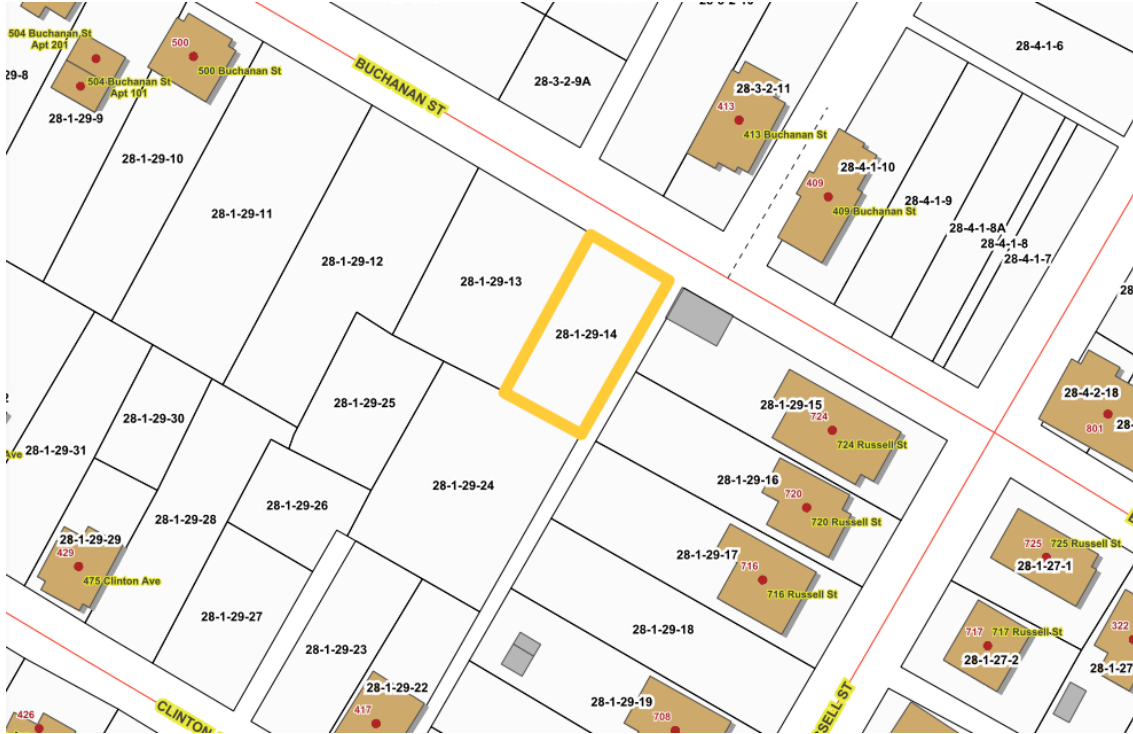 504 Buchanan St
Apt 201
500
500 Buchanan St
504 Buchanan St
Apt 101
29-8
28-1-29-9
28-1-29-10
28-1-29-11
28-1-29-12
28-1-29-13
28-1-29-14
BUCHANAN ST
28-3-2-9A
28-3-2-11
413
413 Buchanan St
28-4-1-6
28-4-1-10
409
409 Buchanan St
28-4-1-9
28-4-1-8A
28-4-1-8
28-4-1-7
28-4-2-18
801
28-1-29-15
724
724 Russell St
28-1-29-16
720
720 Russell St
28-1-29-17
716
716 Russell St
28-1-29-18
28-1-29-19
708
28-1-29-25
28-1-29-24
28-1-29-30
28-1-29-31
Ave
28-1-29-26
28-1-29-28
28-1-29-29
429
475 Clinton Ave
28-1-29-27
28-1-29-23
28-1-29-22
417
426
CLINTON
725
725 Russell St
28-1-27-1
717
717 Russell St
28-1-27-2
322
28-1-27
SSELL ST